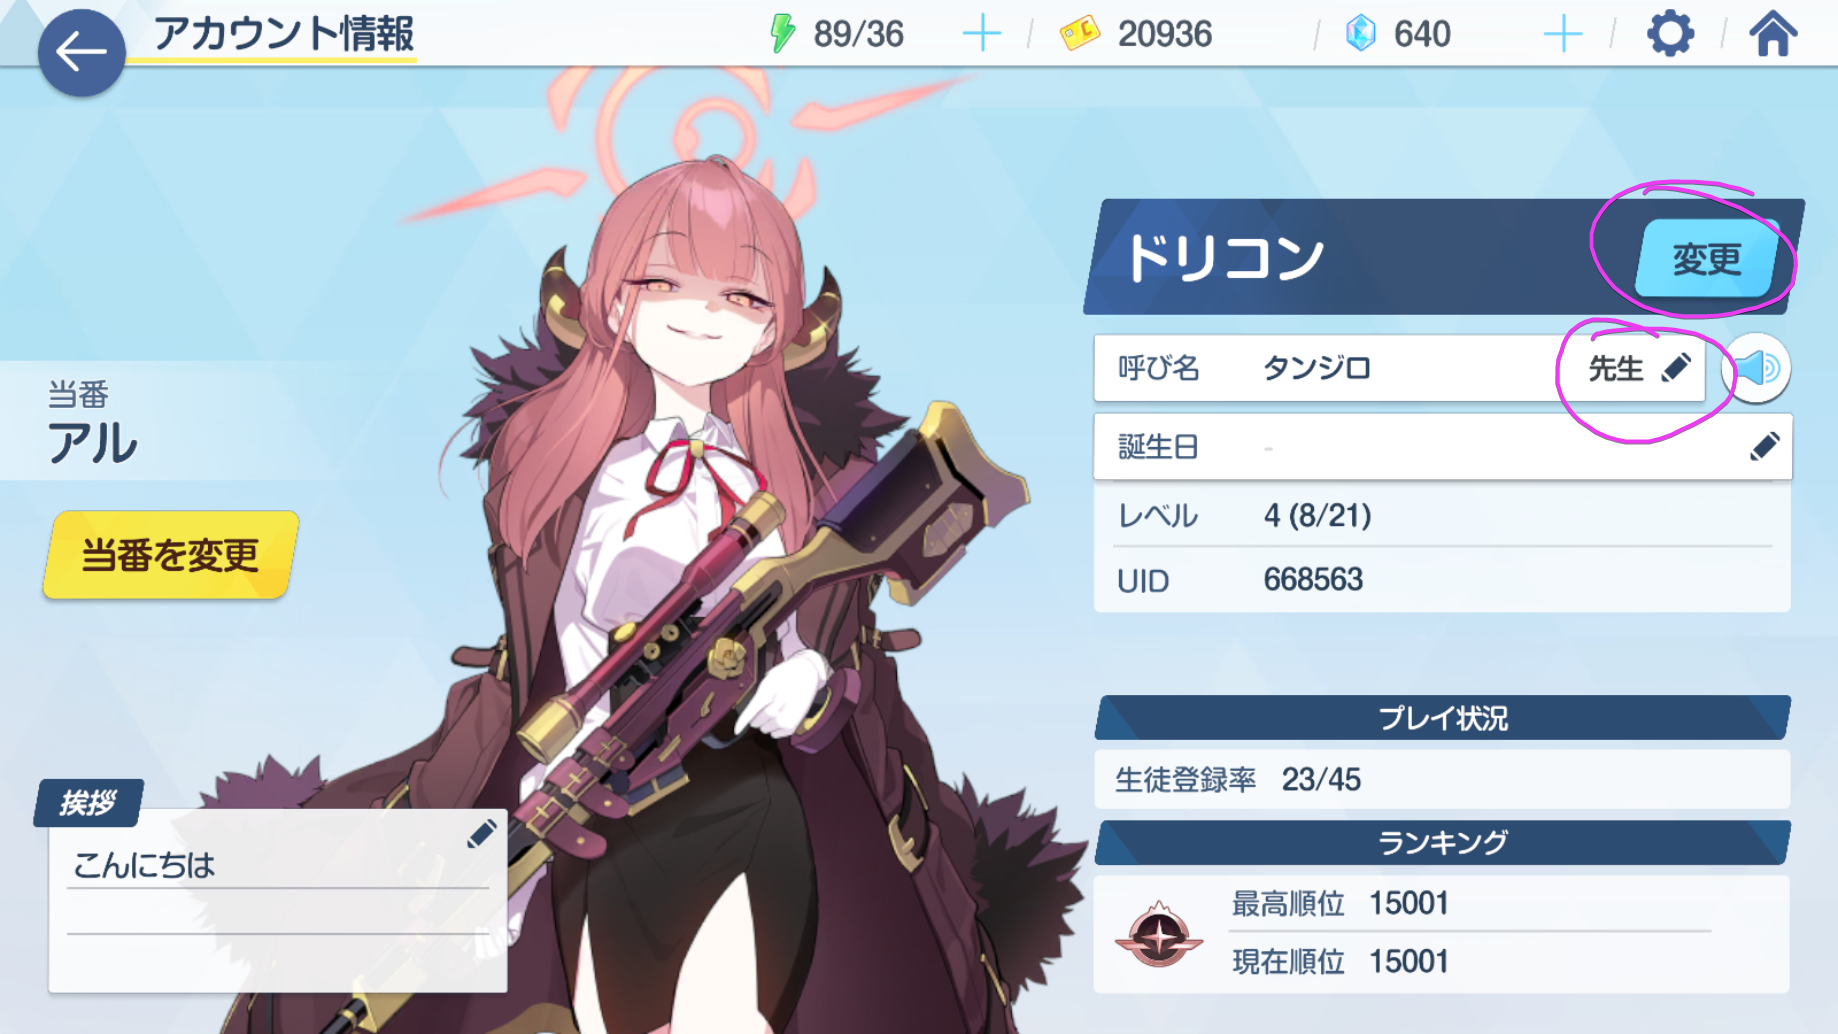 アカウント情報
89/36
20936
640
ドリコン
変更
呼び名 タンジロ 先生
誕生日 -
レベル 4 (8/21)
UID 668563
当番
アル
当番を変更
プレイ状況
生徒登録率 23/45
ランキング
最高順位 15001
現在順位 15001
挨拶
こんにちは